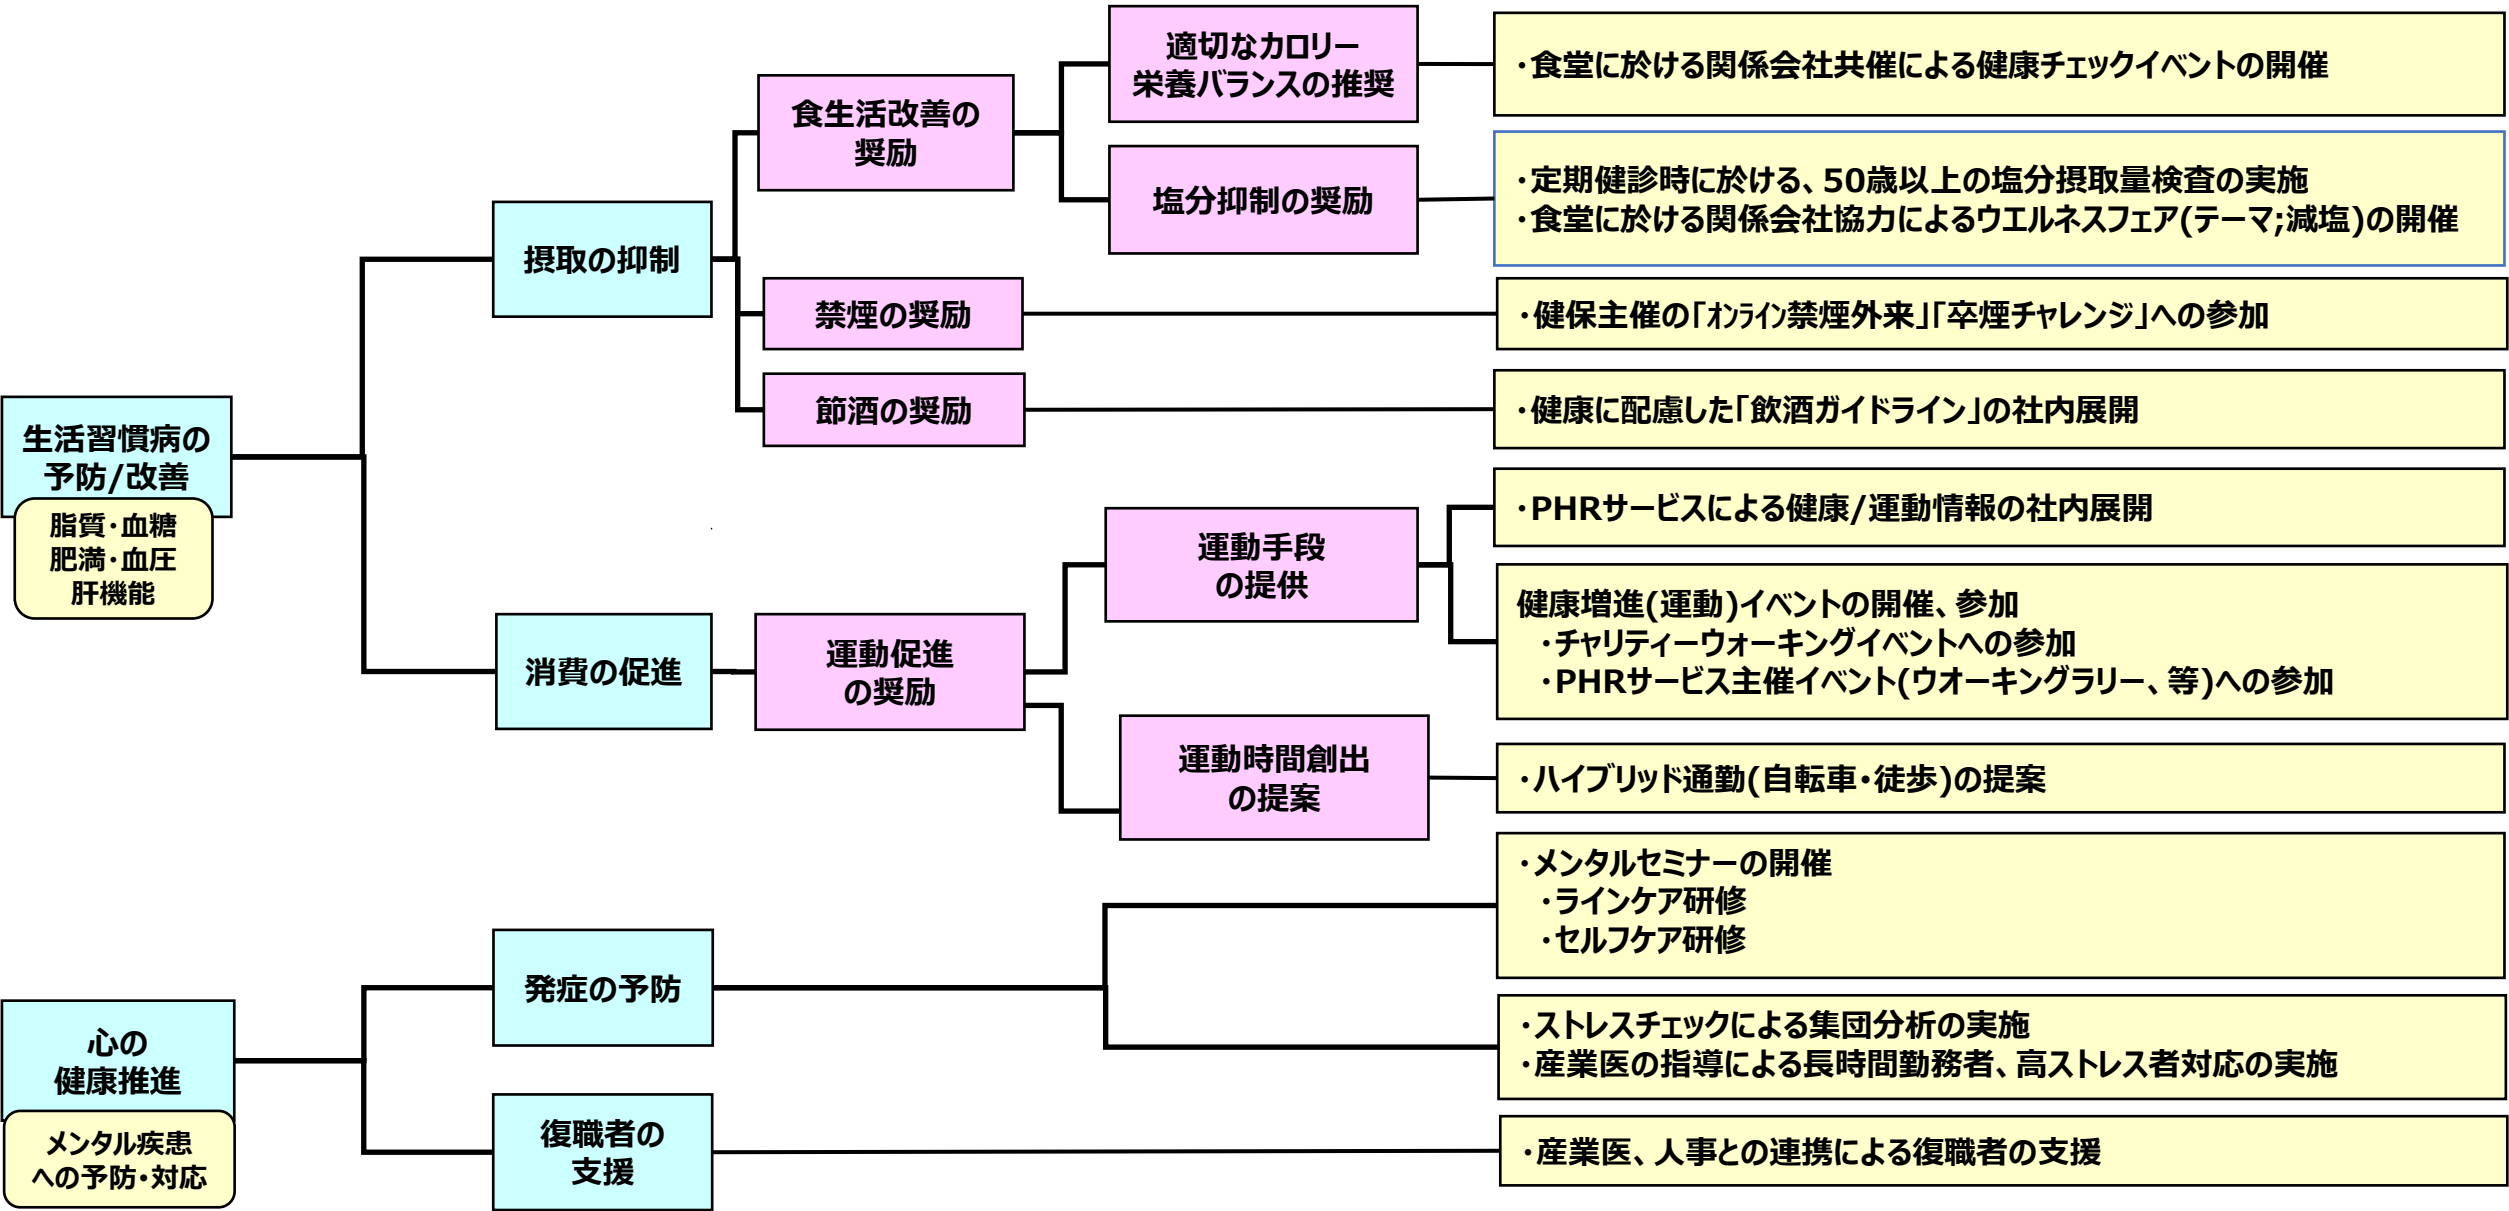 適切なカロリー
栄養バランスの推奨
・食堂に於ける関係会社共催による健康チェックイベントの開催
食生活改善の
奨励
塩分抑制の奨励
・定期健診時に於ける、50歳以上の塩分摂取量検査の実施
・食堂に於ける関係会社協力によるウエルネスフェア(テーマ;減塩)の開催
摂取の抑制
禁煙の奨励
・健保主催の「オンライン禁煙外来」「卒煙チャレンジ」への参加
節酒の奨励
・健康に配慮した「飲酒ガイドライン」の社内展開
生活習慣病の
予防/改善
脂質・血糖
肥満・血圧
肝機能
運動手段
の提供
・PHRサービスによる健康/運動情報の社内展開
健康増進(運動)イベントの開催、参加
・チャリティーウォーキングイベントへの参加
・PHRサービス主催イベント(ウオーキングラリー、等)への参加
消費の促進
運動促進
の奨励
運動時間創出
の提案
・ハイブリッド通勤(自転車・徒歩)の提案
・メンタルセミナーの開催
・ラインケア研修
・セルフケア研修
発症の予防
・ストレスチェックによる集団分析の実施
・産業医の指導による長時間勤務者、高ストレス者対応の実施
心の
健康推進
メンタル疾患
への予防・対応
復職者の
支援
・産業医、人事との連携による復職者の支援